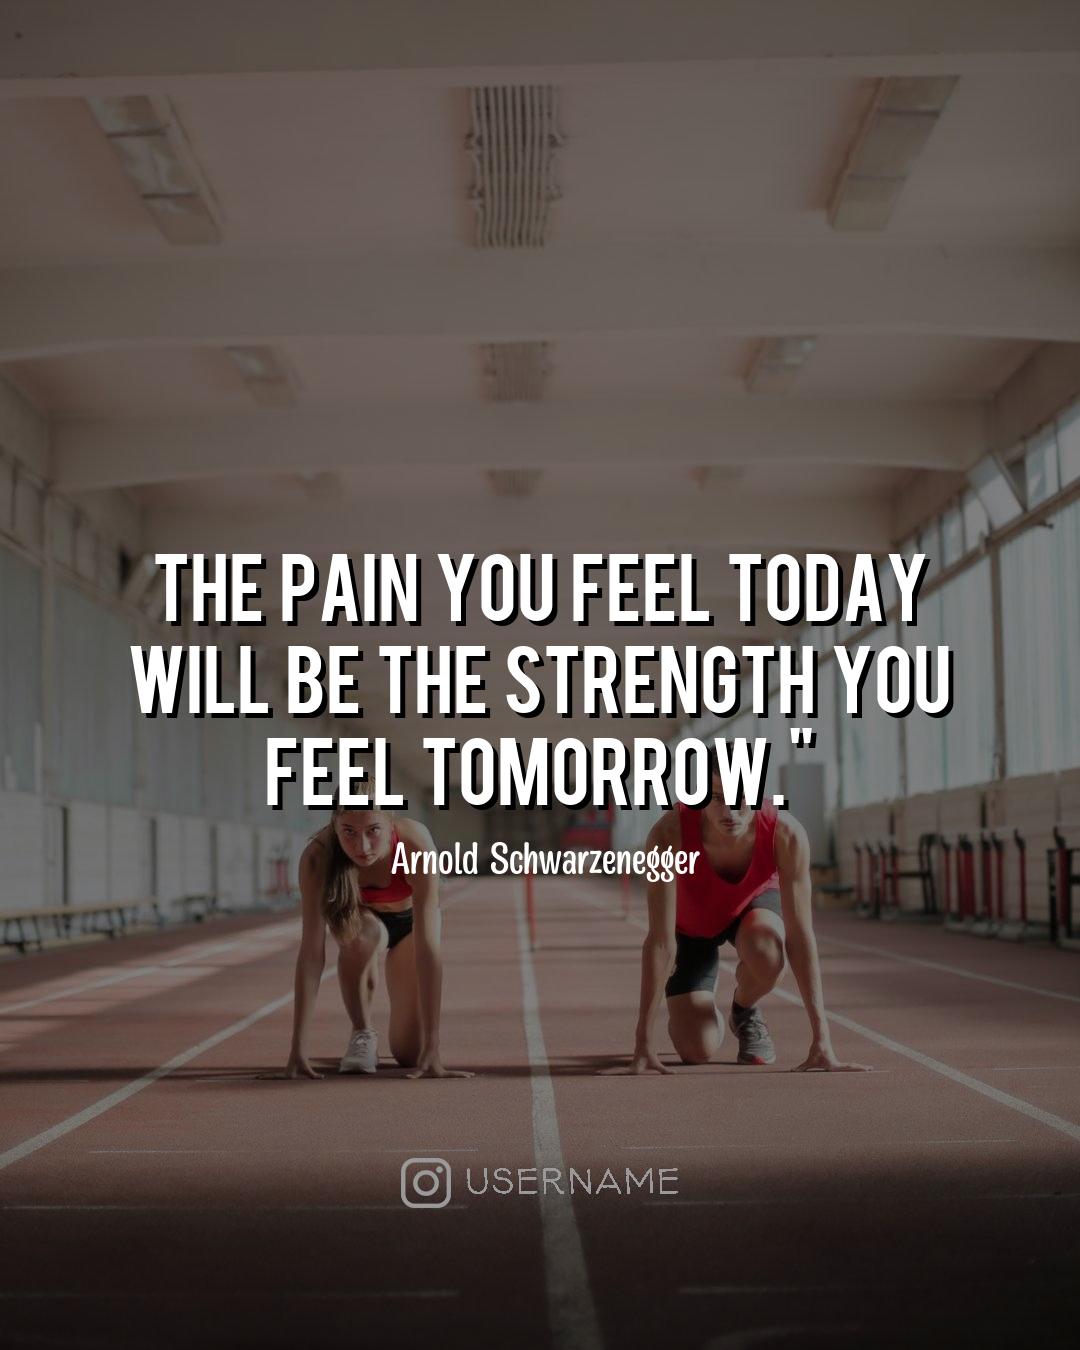 THE PAIN YOU FEEL TODAY
WILL BE THE STRENGTH YOU
FEEL TOMORROW."
Arnold Schwarzenegger
USERNAME